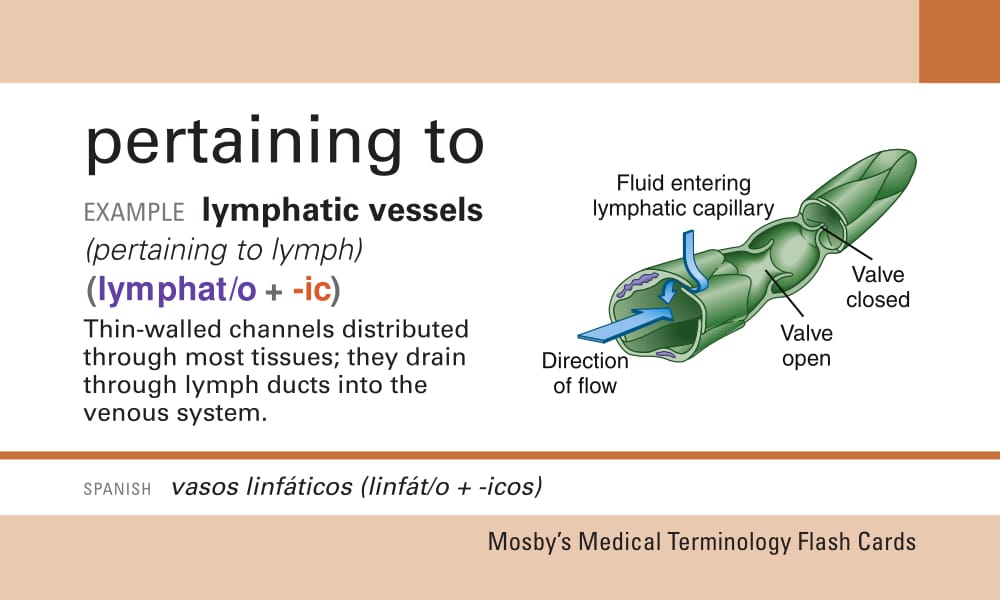 pertaining to
EXAMPLE lymphatic vessels
(pertaining to lymph)
(lymphat/o + -ic)
Thin-walled channels distributed
through most tissues; they drain
through lymph ducts into the
venous system.
Fluid entering
lymphatic capillary
Valve
closed
Valve
open
Direction
of flow
SPANISH vasos linfáticos (linfát/o + -icos)
Mosby's Medical Terminology Flash Cards